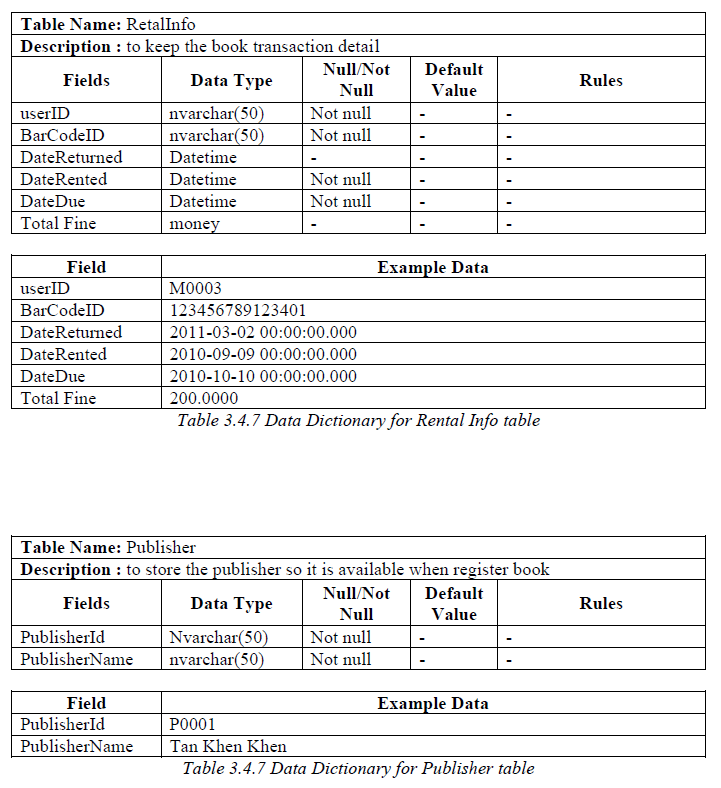 Table Name: RetalInfo
Description : to keep the book transaction detail
Fields Data Type Null/Not Null Default Value Rules
userID nvarchar(50) Not null - -
BarCodeID nvarchar(50) Not null - -
DateReturned Datetime - - -
DateRented Datetime Not null - -
DateDue Datetime Not null - -
Total Fine money - - -
Field Example Data
userID M0003
BarCodeID 123456789123401
DateReturned 2011-03-02 00:00:00.000
DateRented 2010-09-09 00:00:00.000
DateDue 2010-10-10 00:00:00.000
Total Fine 200.0000
Table 3.4.7 Data Dictionary for Rental Info table
Table Name: Publisher
Description : to store the publisher so it is available when register book
Fields Data Type Null/Not Null Default Value Rules
PublisherId Nvarchar(50) Not null - -
PublisherName nvarchar(50) Not null - -
Field Example Data
PublisherId P0001
PublisherName Tan Khen Khen
Table 3.4.7 Data Dictionary for Publisher table